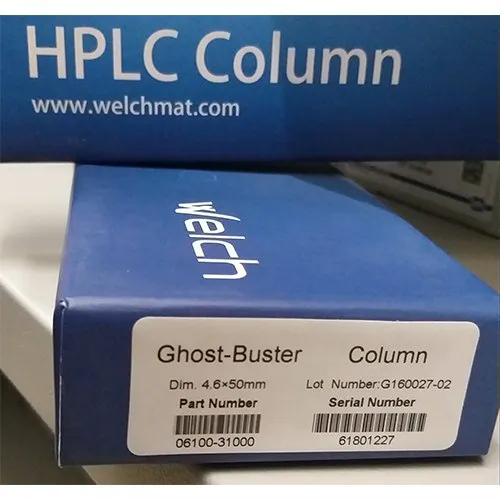 HPLC Column
www.welchmat.com
Welch
Ghost-Buster Column
Dim. 4.6×50mm Lot Number:G160027-02
Part Number Serial Number
06100-31000 61801227